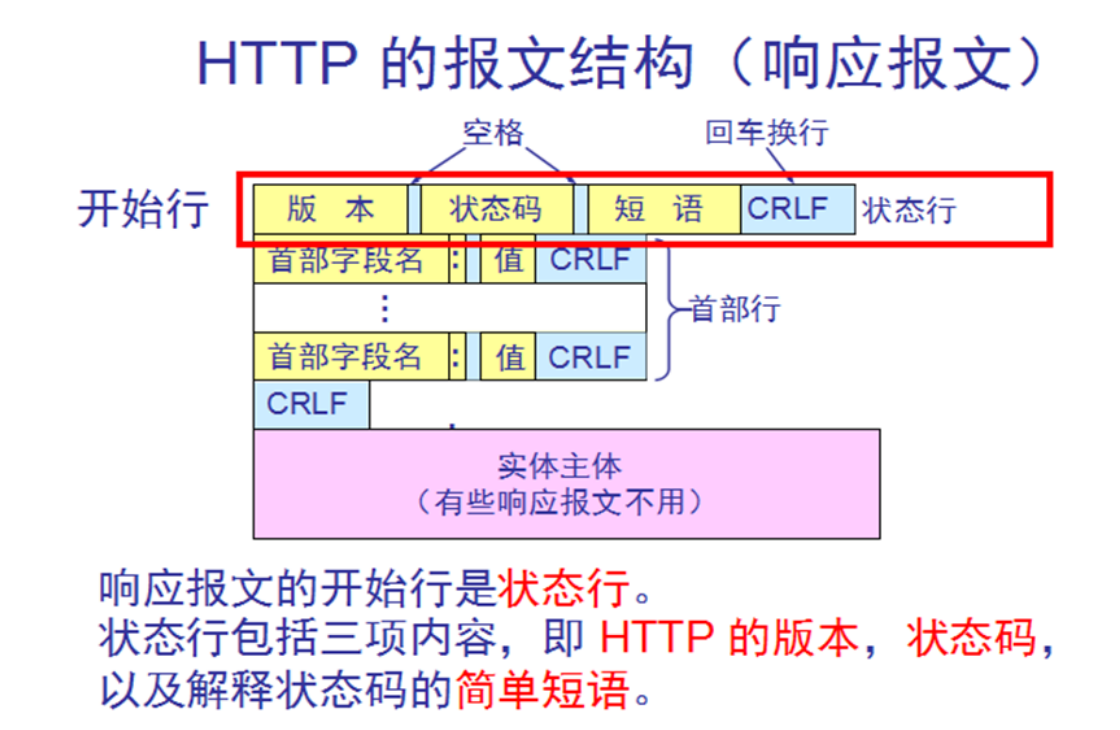 HTTP 的报文结构（响应报文）
空格 回车换行
开始行 版 本 状态码 短 语 CRLF 状态行
首部字段名 : 值 CRLF
⋮ 首部行
首部字段名 : 值 CRLF
CRLF
实体主体
（有些响应报文不用）
响应报文的开始行是状态行。
状态行包括三项内容，即 HTTP 的版本，状态码，
以及解释状态码的简单短语。